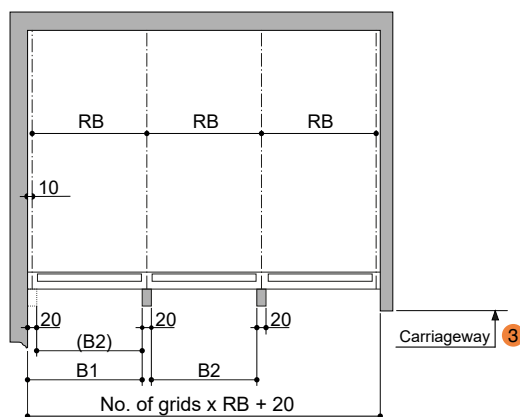 RB RB RB
10
20 20 20
(B2)
Carriageway 3
B1 B2
No. of grids x RB + 20